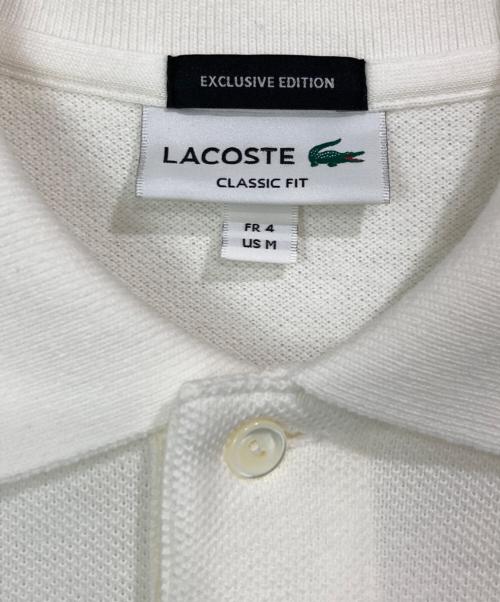 EXCLUSIVE EDITION
LACOSTE
CLASSIC FIT
FR 4
US M